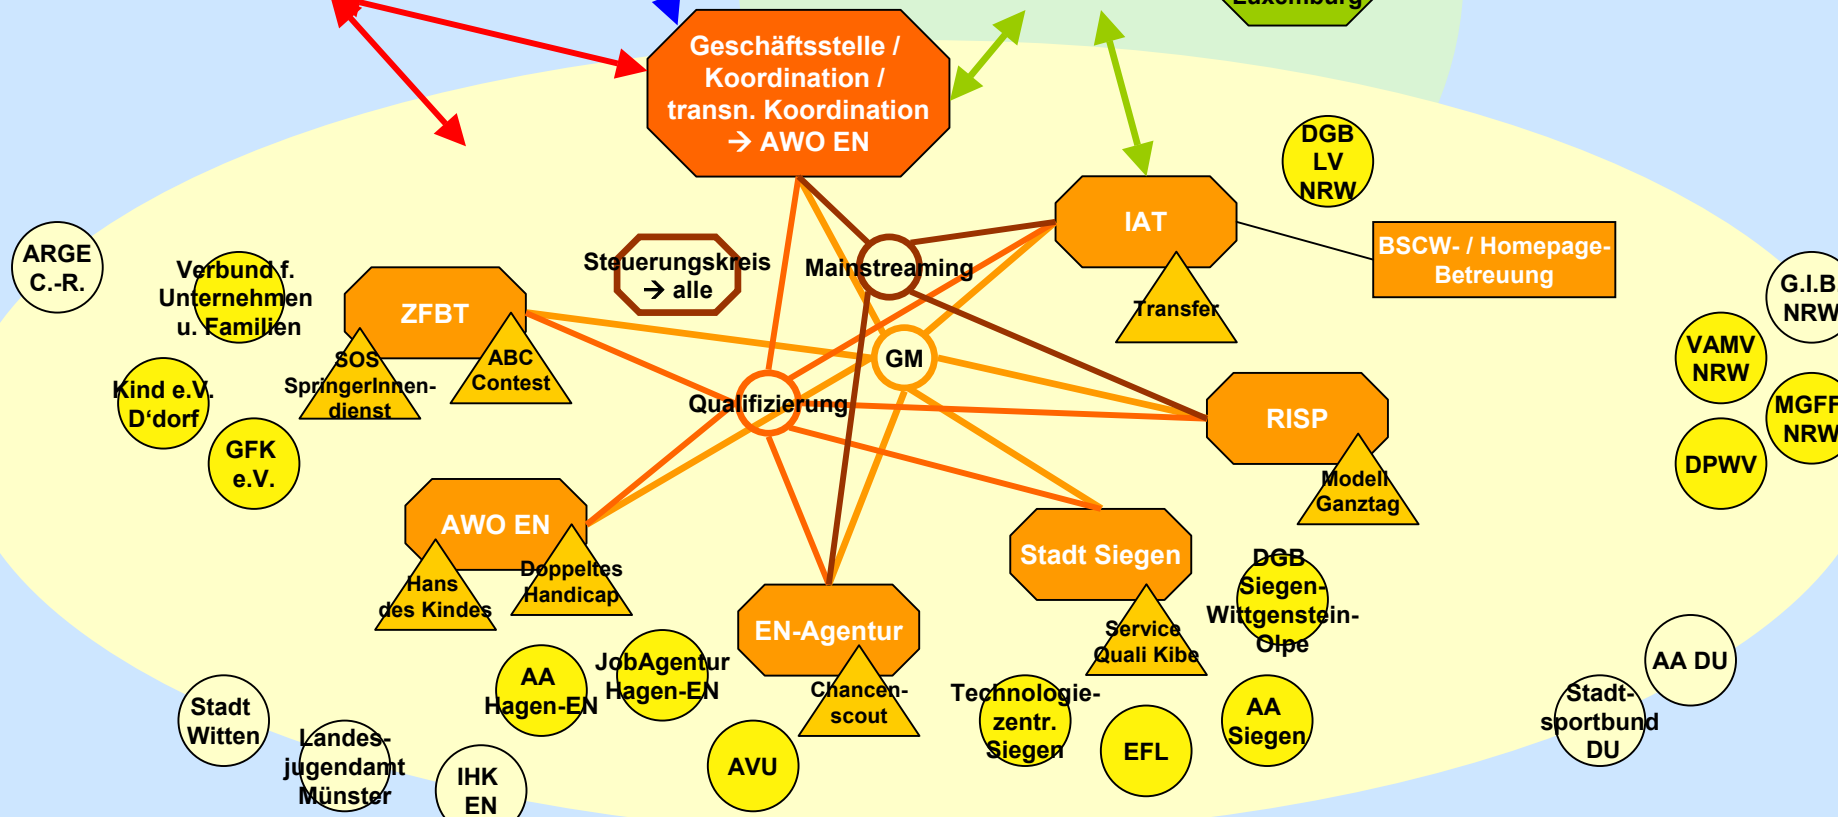 Luxemburg
Geschäftsstelle /
Koordination /
transn. Koordination
→ AWO EN
DGB
LV
NRW
IAT
BSCW- / Homepage-
Betreuung
Transfer
Steuerungskreis
→ alle
Mainstreaming
GM
Qualifizierung
ARGE
C.-R.
Verbund f.
Unternehmen
u. Familien
ZFBT
SOS
SpringerInnen-
dienst
ABC
Contest
Kind e.V.
D‘dorf
GFK
e.V.
G.I.B.
NRW
VAMV
NRW
MGFF
NRW
DPWV
RISP
Modell
Ganztag
AWO EN
Hans
des Kindes
Doppeltes
Handicap
Stadt Siegen
Service
Quali Kibe
DGB
Siegen-
Wittgenstein-
Olpe
EN-Agentur
Chancen-
scout
AA
Hagen-EN
JobAgentur
Hagen-EN
AVU
Technologie-
zentr.
Siegen
EFL
AA
Siegen
Stadt
Witten
Landes-
jugendamt
Münster
IHK
EN
AA DU
Stadt-
sportbund
DU